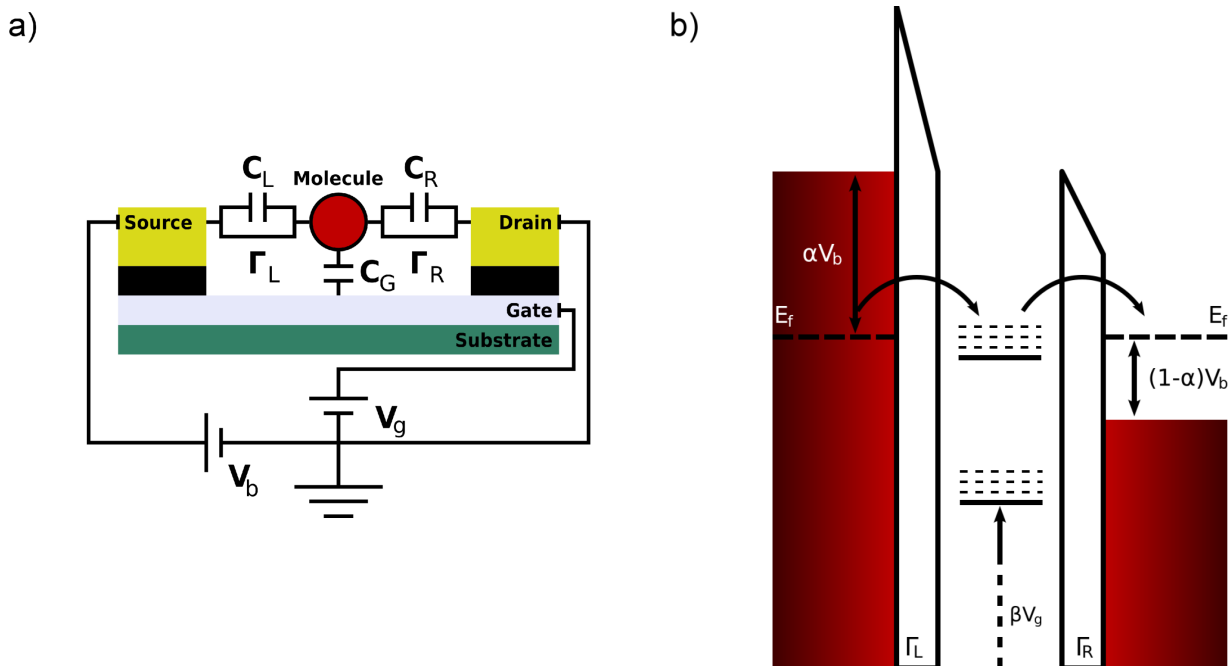 a)
C_L
Molecule
C_R
Source
Drain
Γ_L
C_G
Γ_R
Gate
Substrate
V_g
V_b
b)
αV_b
E_f
E_f
(1-α)V_b
βV_g
Γ_L
Γ_R